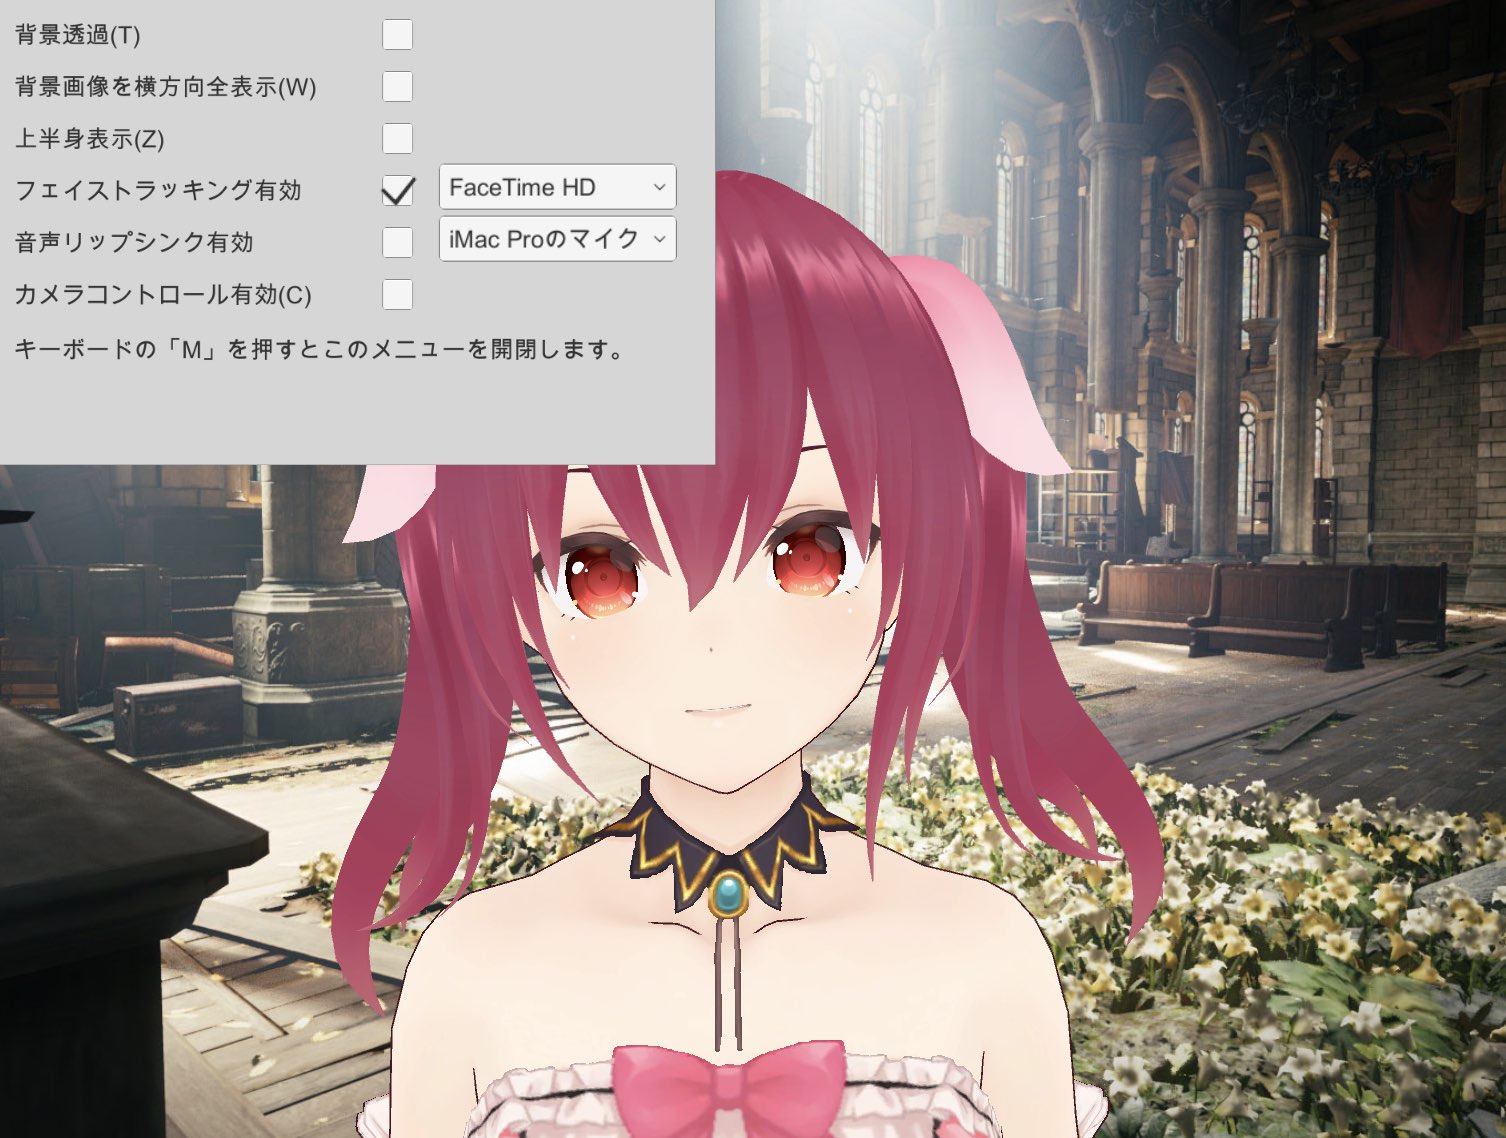 背景透過(T)
背景画像を横方向全表示(W)
上半身表示(Z)
フェイストラッキング有効 FaceTime HD
音声リップシンク有効 iMac Proのマイク
カメラコントロール有効(C)
キーボードの「M」を押すとこのメニューを開閉します。